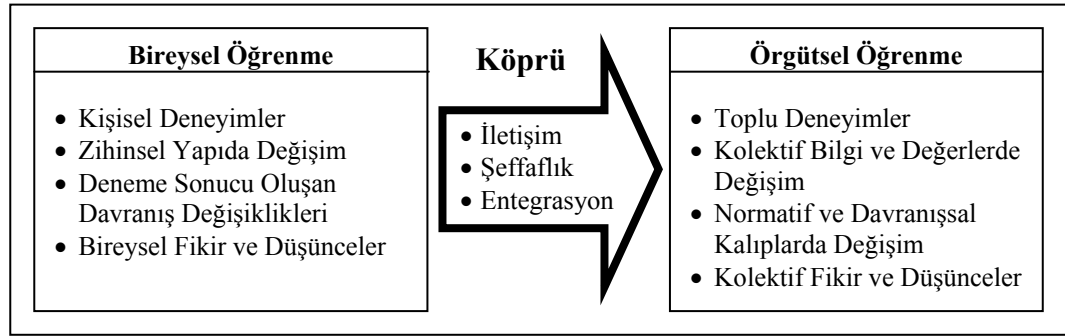 Bireysel Öğrenme
• Kişisel Deneyimler
• Zihinsel Yapıda Değişim
• Deneme Sonucu Oluşan
Davranış Değişiklikleri
• Bireysel Fikir ve Düşünceler
Köprü
• İletişim
• Şeffaflık
• Entegrasyon
Örgütsel Öğrenme
• Toplu Deneyimler
• Kolektif Bilgi ve Değerlerde
Değişim
• Normatif ve Davranışsal
Kalıplarda Değişim
• Kolektif Fikir ve Düşünceler